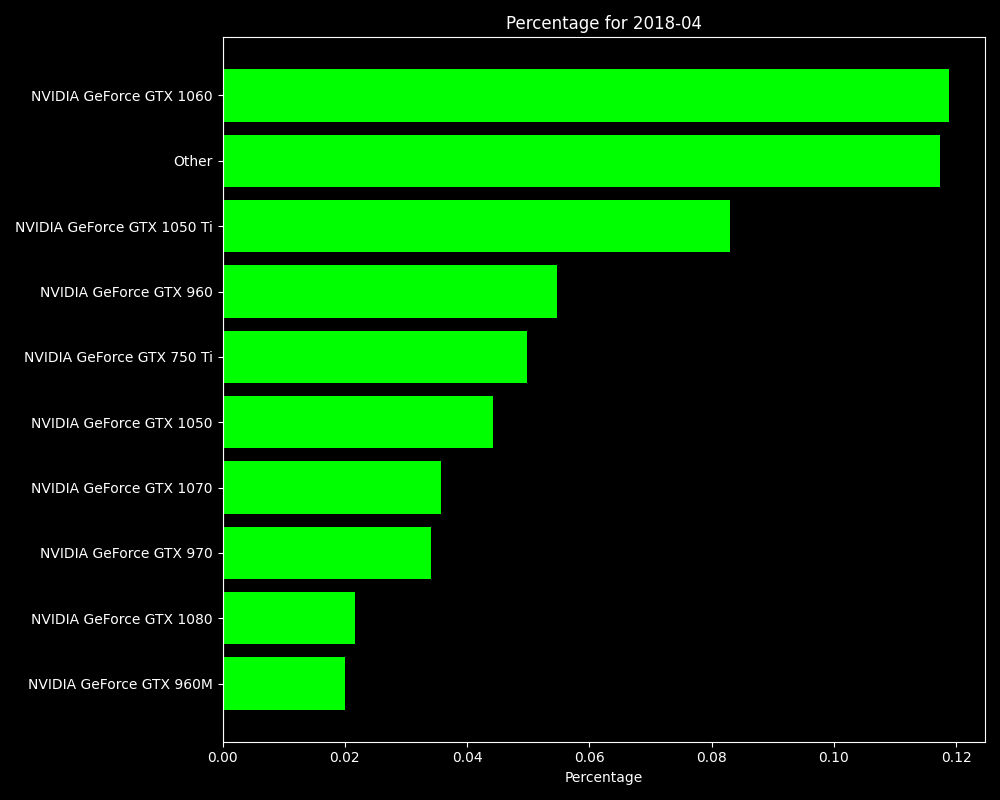 Percentage for 2018-04
NVIDIA GeForce GTX 1060
Other
NVIDIA GeForce GTX 1050 Ti
NVIDIA GeForce GTX 960
NVIDIA GeForce GTX 750 Ti
NVIDIA GeForce GTX 1050
NVIDIA GeForce GTX 1070
NVIDIA GeForce GTX 970
NVIDIA GeForce GTX 1080
NVIDIA GeForce GTX 960M
0.00 0.02 0.04 0.06 0.08 0.10 0.12
Percentage